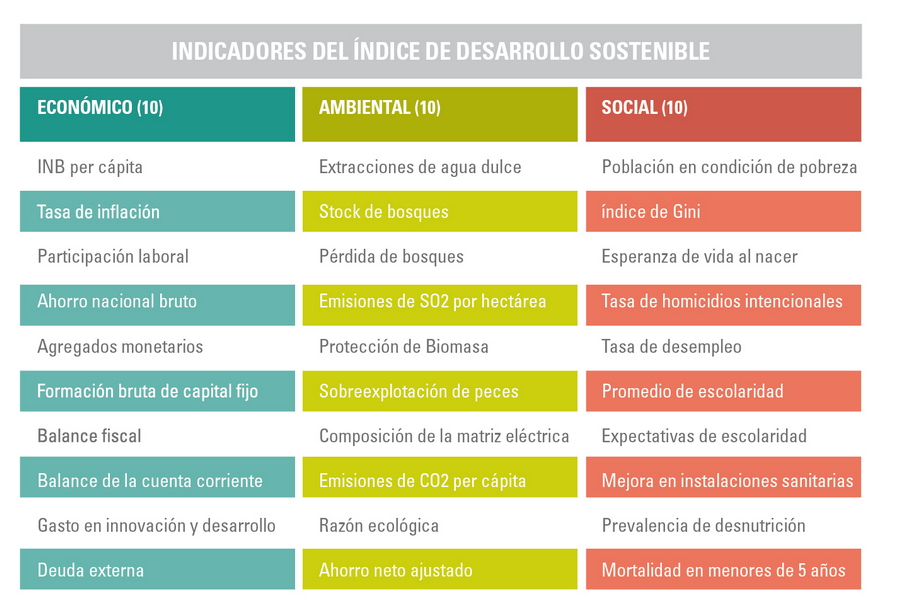 INDICADORES DEL ÍNDICE DE DESARROLLO SOSTENIBLE
ECONÓMICO (10)
INB per cápita
Tasa de inflación
Participación laboral
Ahorro nacional bruto
Agregados monetarios
Formación bruta de capital fijo
Balance fiscal
Balance de la cuenta corriente
Gasto en innovación y desarrollo
Deuda externa
AMBIENTAL (10)
Extracciones de agua dulce
Stock de bosques
Pérdida de bosques
Emisiones de SO2 por hectárea
Protección de Biomasa
Sobreexplotación de peces
Composición de la matriz eléctrica
Emisiones de CO2 per cápita
Razón ecológica
Ahorro neto ajustado
SOCIAL (10)
Población en condición de pobreza
índice de Gini
Esperanza de vida al nacer
Tasa de homicidios intencionales
Tasa de desempleo
Promedio de escolaridad
Expectativas de escolaridad
Mejora en instalaciones sanitarias
Prevalencia de desnutrición
Mortalidad en menores de 5 años